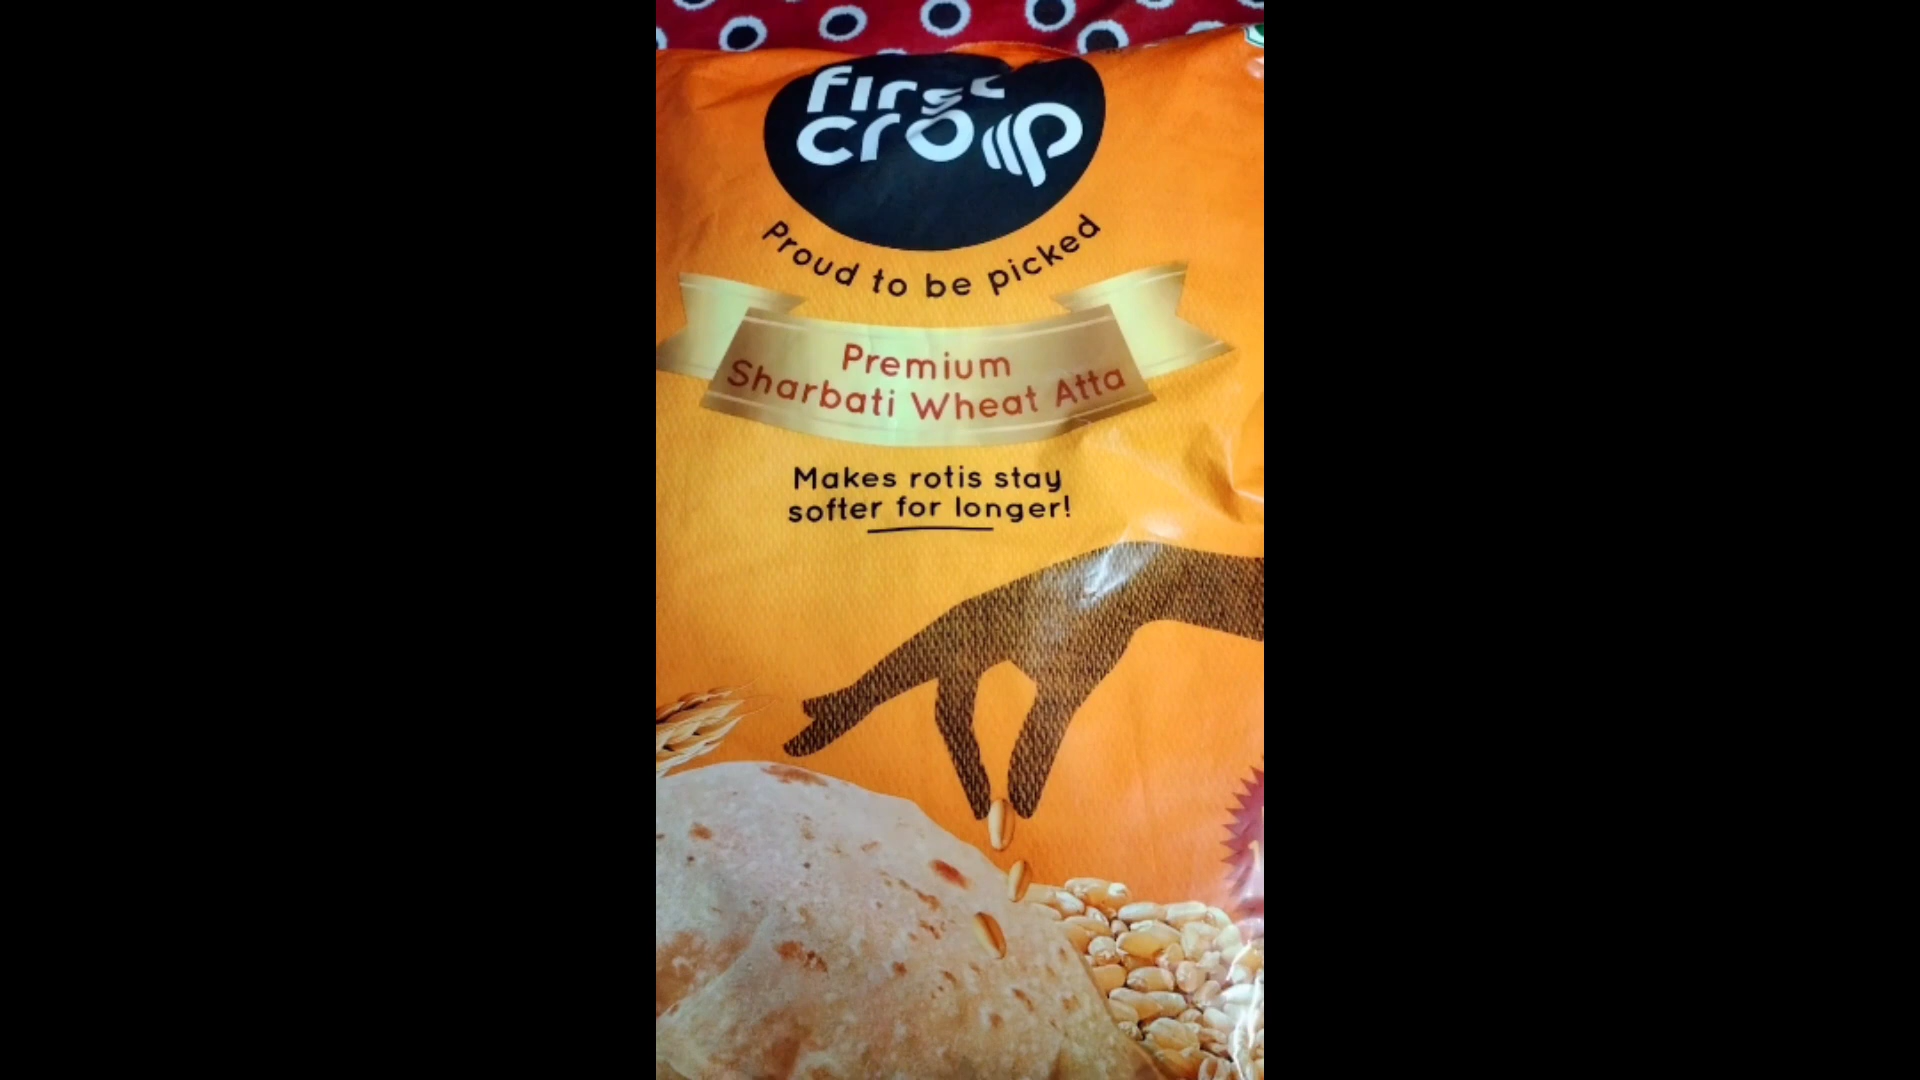 first
crop
Proud to be picked
Premium
Sharbati Wheat Atta
Makes rotis stay
softer for longer!